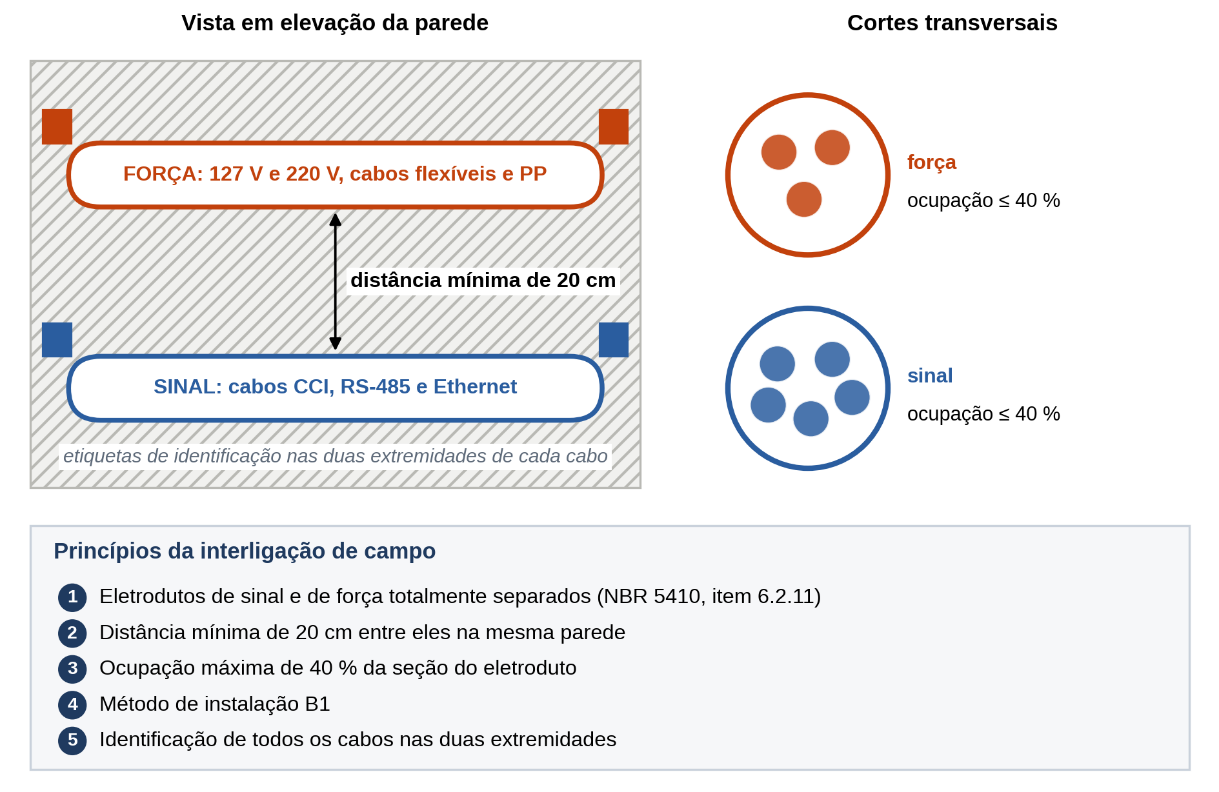 Vista em elevação da parede
Cortes transversais
FORÇA: 127 V e 220 V, cabos flexíveis e PP
distância mínima de 20 cm
SINAL: cabos CCI, RS-485 e Ethernet
etiquetas de identificação nas duas extremidades de cada cabo
força
ocupação ≤ 40 %
sinal
ocupação ≤ 40 %
Princípios da interligação de campo
1 Eletrodutos de sinal e de força totalmente separados (NBR 5410, item 6.2.11)
2 Distância mínima de 20 cm entre eles na mesma parede
3 Ocupação máxima de 40 % da seção do eletroduto
4 Método de instalação B1
5 Identificação de todos os cabos nas duas extremidades